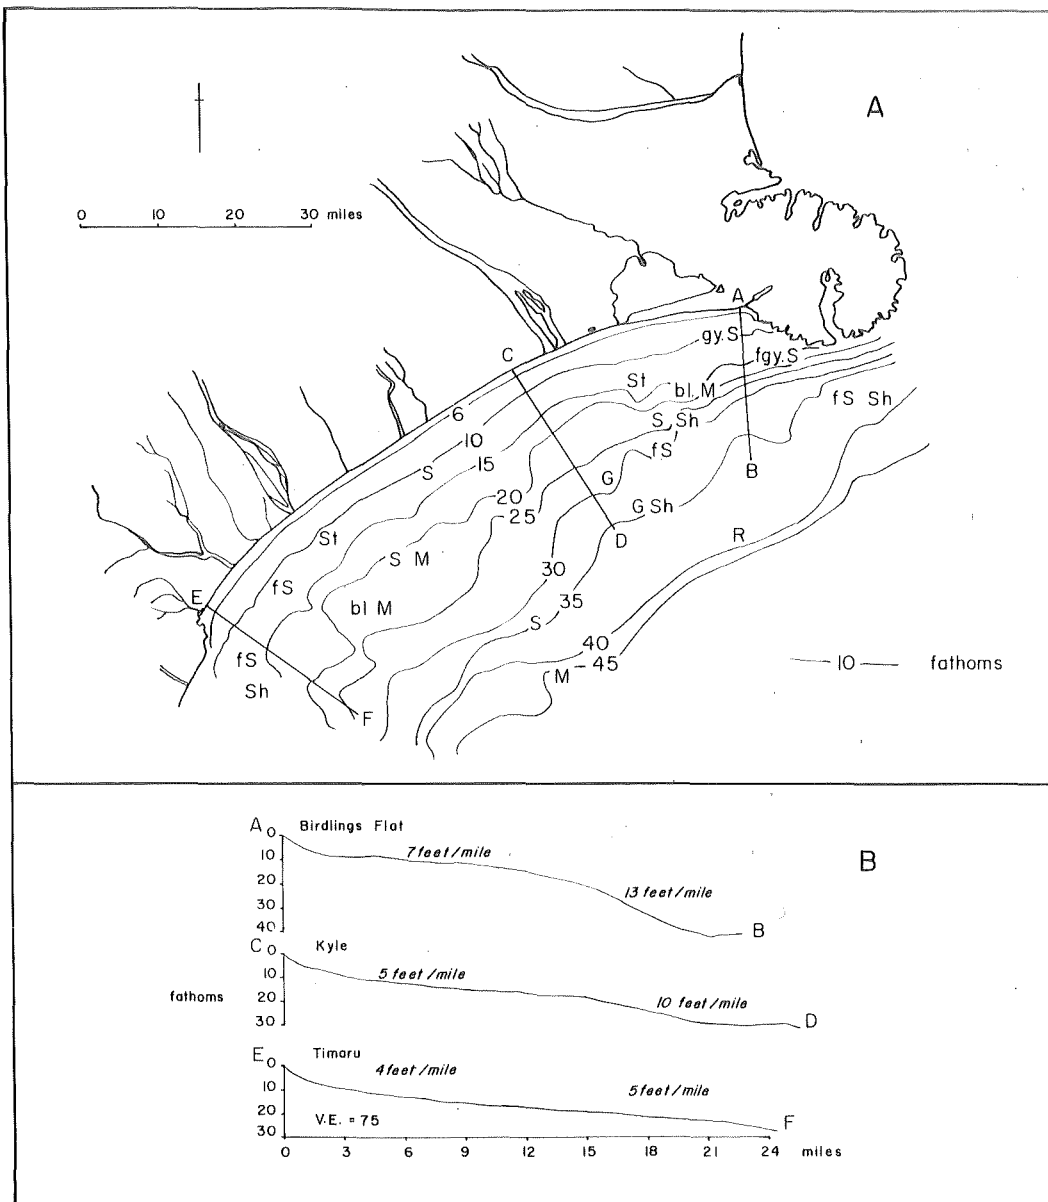 A
0 10 20 30 miles
A
gy.S
fgy.S
C
St
bl M
fS Sh
6
S Sh
10
fS
S
15
G
B
20
25
G Sh
St
D
R
S M
30
E
fS
35
bl M
S
40
45
fathoms
10
fS
M
Sh
F
A
Birdlings Flat
B
0
10
20
30
40
7 feet/mile
13 feet/mile
B
C
Kyle
0
10
20
30
fathoms
5 feet/mile
10 feet/mile
D
E
Timaru
0
10
20
30
4 feet/mile
5 feet/mile
F
V.E. = 75
0 3 6 9 12 15 18 21 24 miles